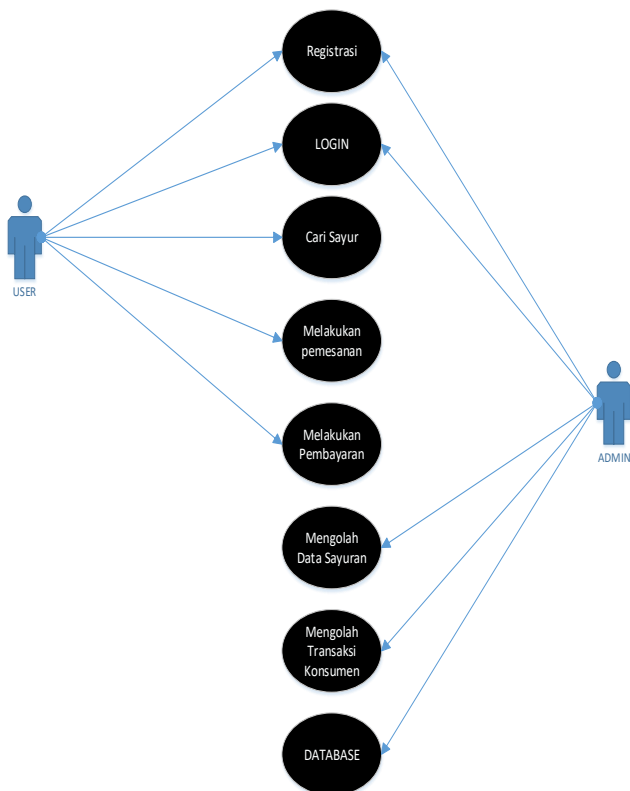 Registrasi
LOGIN
Cari Sayur
USER
Melakukan
pemesanan
Melakukan
Pembayaran
ADMIN
Mengolah
Data Sayuran
Mengolah
Transaksi
Konsumen
DATABASE